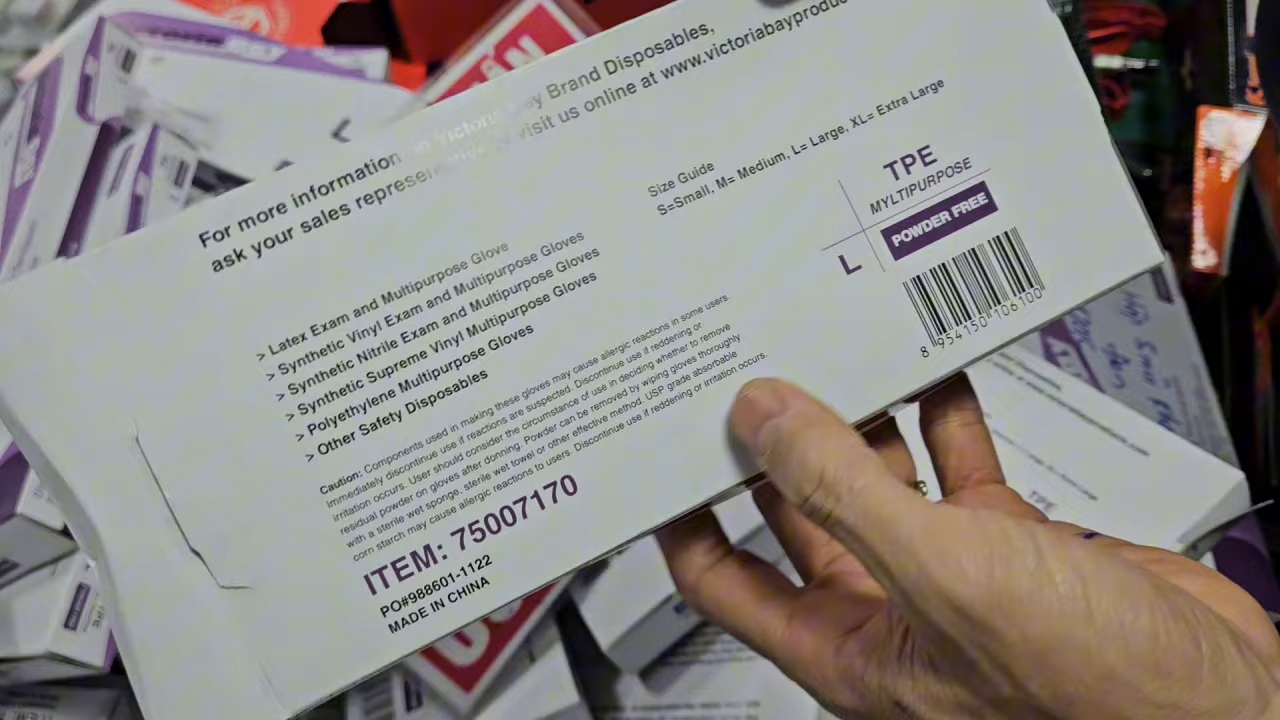 For more information on Victoria Bay Brand Disposables,
ask your sales representative visit us online at www.victoriabayproduc
Size Guide
S=Small, M= Medium, L= Large, XL= Extra Large
TPE
MYLTIPURPOSE
L
POWDER FREE
8 954150 106100
> Latex Exam and Multipurpose Glove
> Synthetic Vinyl Exam and Multipurpose Gloves
> Synthetic Nitrile Exam and Multipurpose Gloves
> Synthetic Supreme Vinyl Multipurpose Gloves
> Polyethylene Multipurpose Gloves
> Other Safety Disposables
Caution: Components used in making these gloves may cause allergic reactions in some users.
Immediately discontinue use if reactions are suspected. Discontinue use if reddening or
irritation occurs. User should consider the circumstance of use in deciding whether to remove
residual powder on gloves after donning. Powder can be removed by wiping gloves thoroughly
with a sterile wet sponge, sterile wet towel or other effective method. USP grade absorbable
corn starch may cause allergic reactions to users. Discontinue use if reddening or irritation occurs.
ITEM: 75007170
PO#988601-1122
MADE IN CHINA
TPE